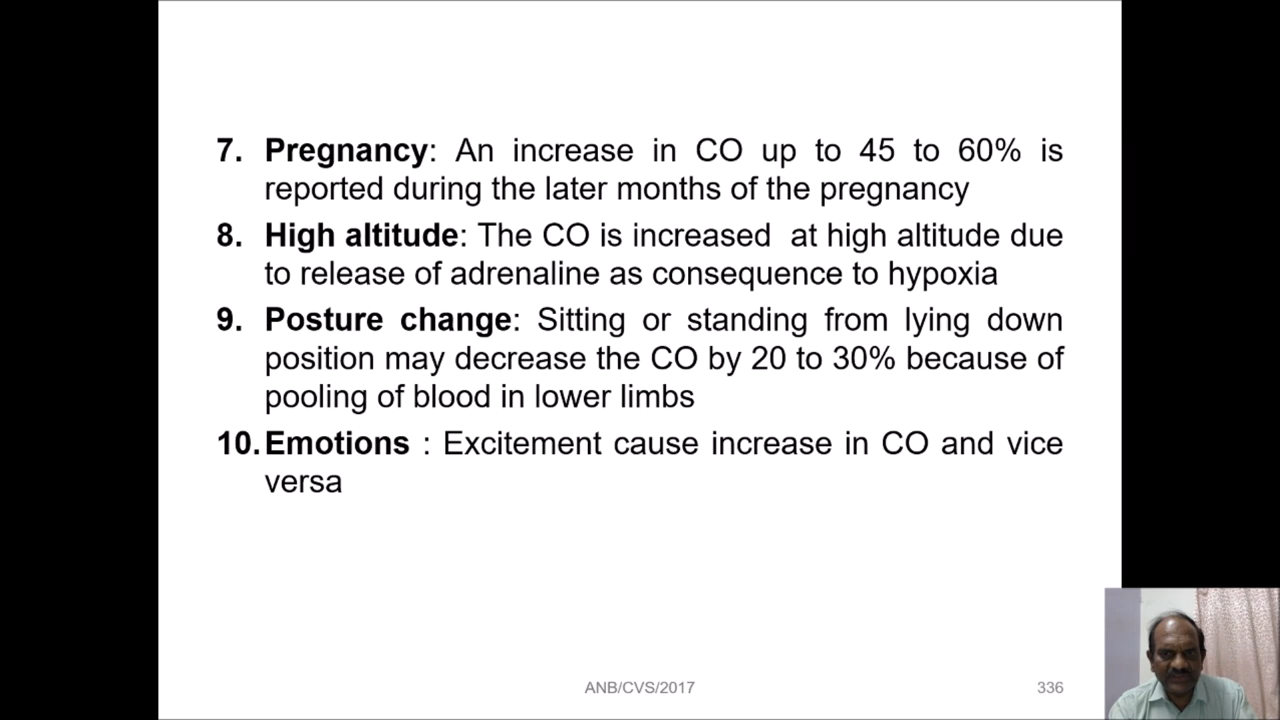 7. Pregnancy: An increase in CO up to 45 to 60% is
reported during the later months of the pregnancy
8. High altitude: The CO is increased at high altitude due
to release of adrenaline as consequence to hypoxia
9. Posture change: Sitting or standing from lying down
position may decrease the CO by 20 to 30% because of
pooling of blood in lower limbs
10. Emotions : Excitement cause increase in CO and vice
versa
ANB/CVS/2017
336